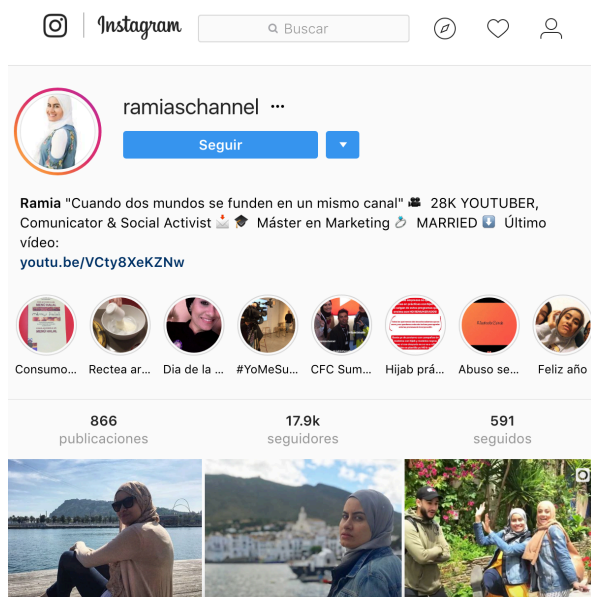 Instagram
Buscar
ramiaschannel ...
Seguir
Ramia "Cuando dos mundos se funden en un mismo canal" 🎥 28K YOUTUBER,
Comunicator & Social Activist 📩 🎓 Máster en Marketing 💍 MARRIED ⬇️ Último
vídeo:
youtu.be/VCty8XeKZNw
Consumo... Rectea ar... Dia de la ... #YoMeSu... CFC Sum... Hijab prá... Abuso se... Feliz año
866 17.9k 591
publicaciones seguidores seguidos